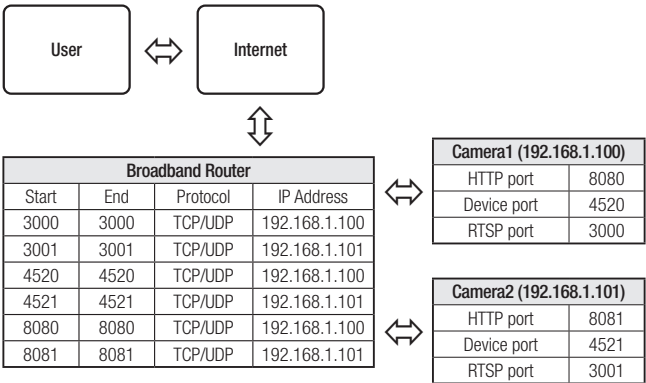 User
Internet
Broadband Router
Start End Protocol IP Address
3000 3000 TCP/UDP 192.168.1.100
3001 3001 TCP/UDP 192.168.1.101
4520 4520 TCP/UDP 192.168.1.100
4521 4521 TCP/UDP 192.168.1.101
8080 8080 TCP/UDP 192.168.1.100
8081 8081 TCP/UDP 192.168.1.101
Camera1 (192.168.1.100)
HTTP port 8080
Device port 4520
RTSP port 3000
Camera2 (192.168.1.101)
HTTP port 8081
Device port 4521
RTSP port 3001